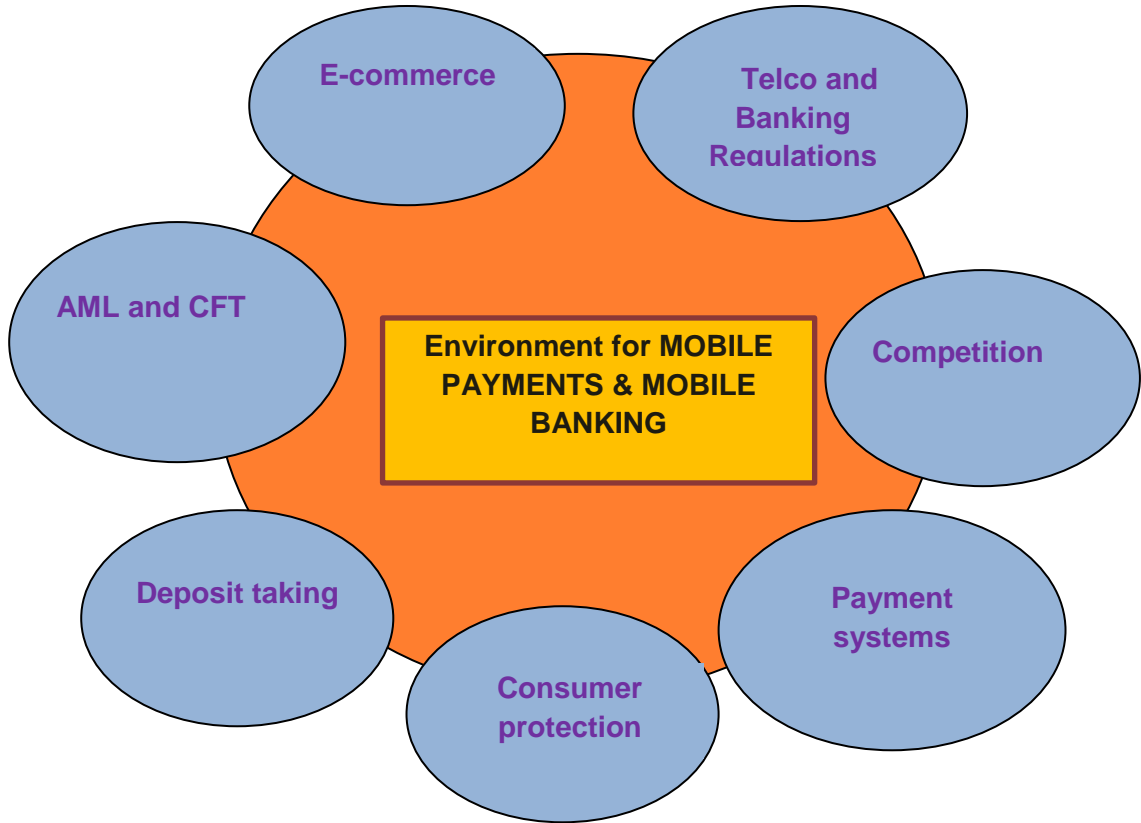 E-commerce
Telco and
Banking
Regulations
AML and CFT
Environment for MOBILE
PAYMENTS & MOBILE
BANKING
Competition
Deposit taking
Payment
systems
Consumer
protection